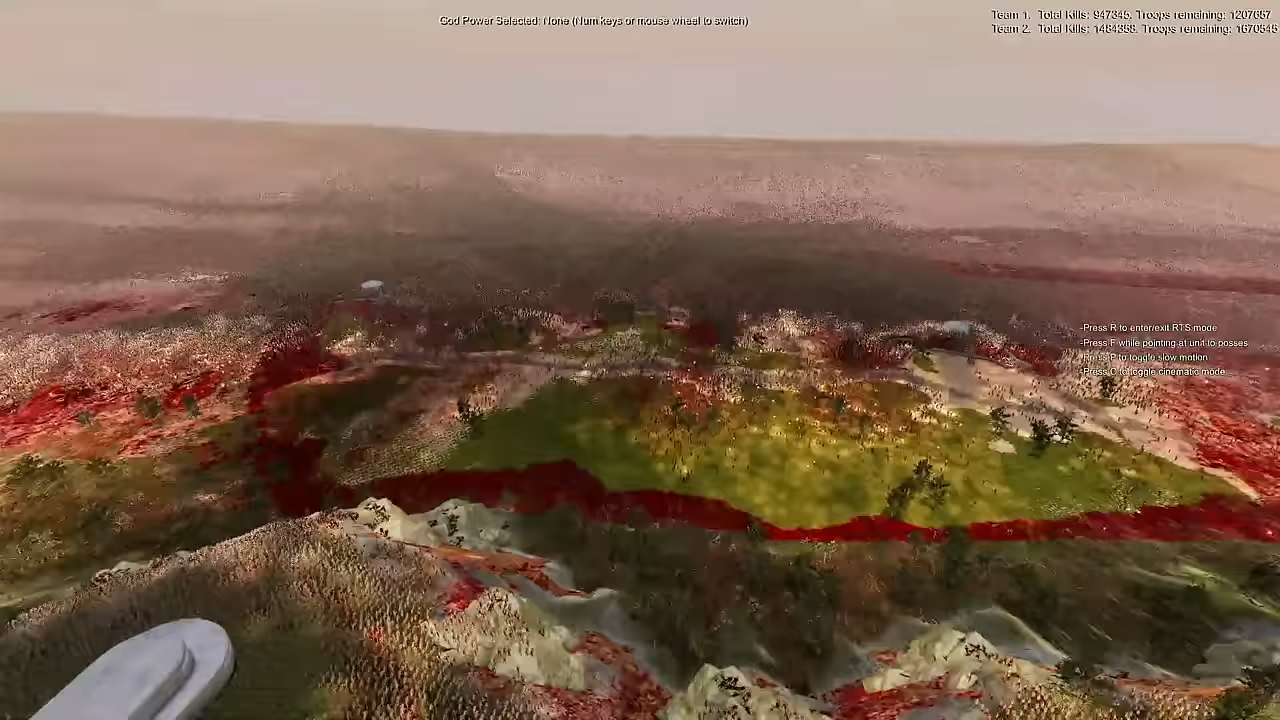 God Power Selected: None (Num keys or mouse wheel to switch)
Team 1. Total Kills: 947345. Troops remaining: 1207657
Team 2. Total Kills: 1484358. Troops remaining: 1670545
-Press R to enter/exit RTS mode
-Press F while pointing at unit to posses
-Press P to toggle slow motion
-Press C to toggle cinematic mode